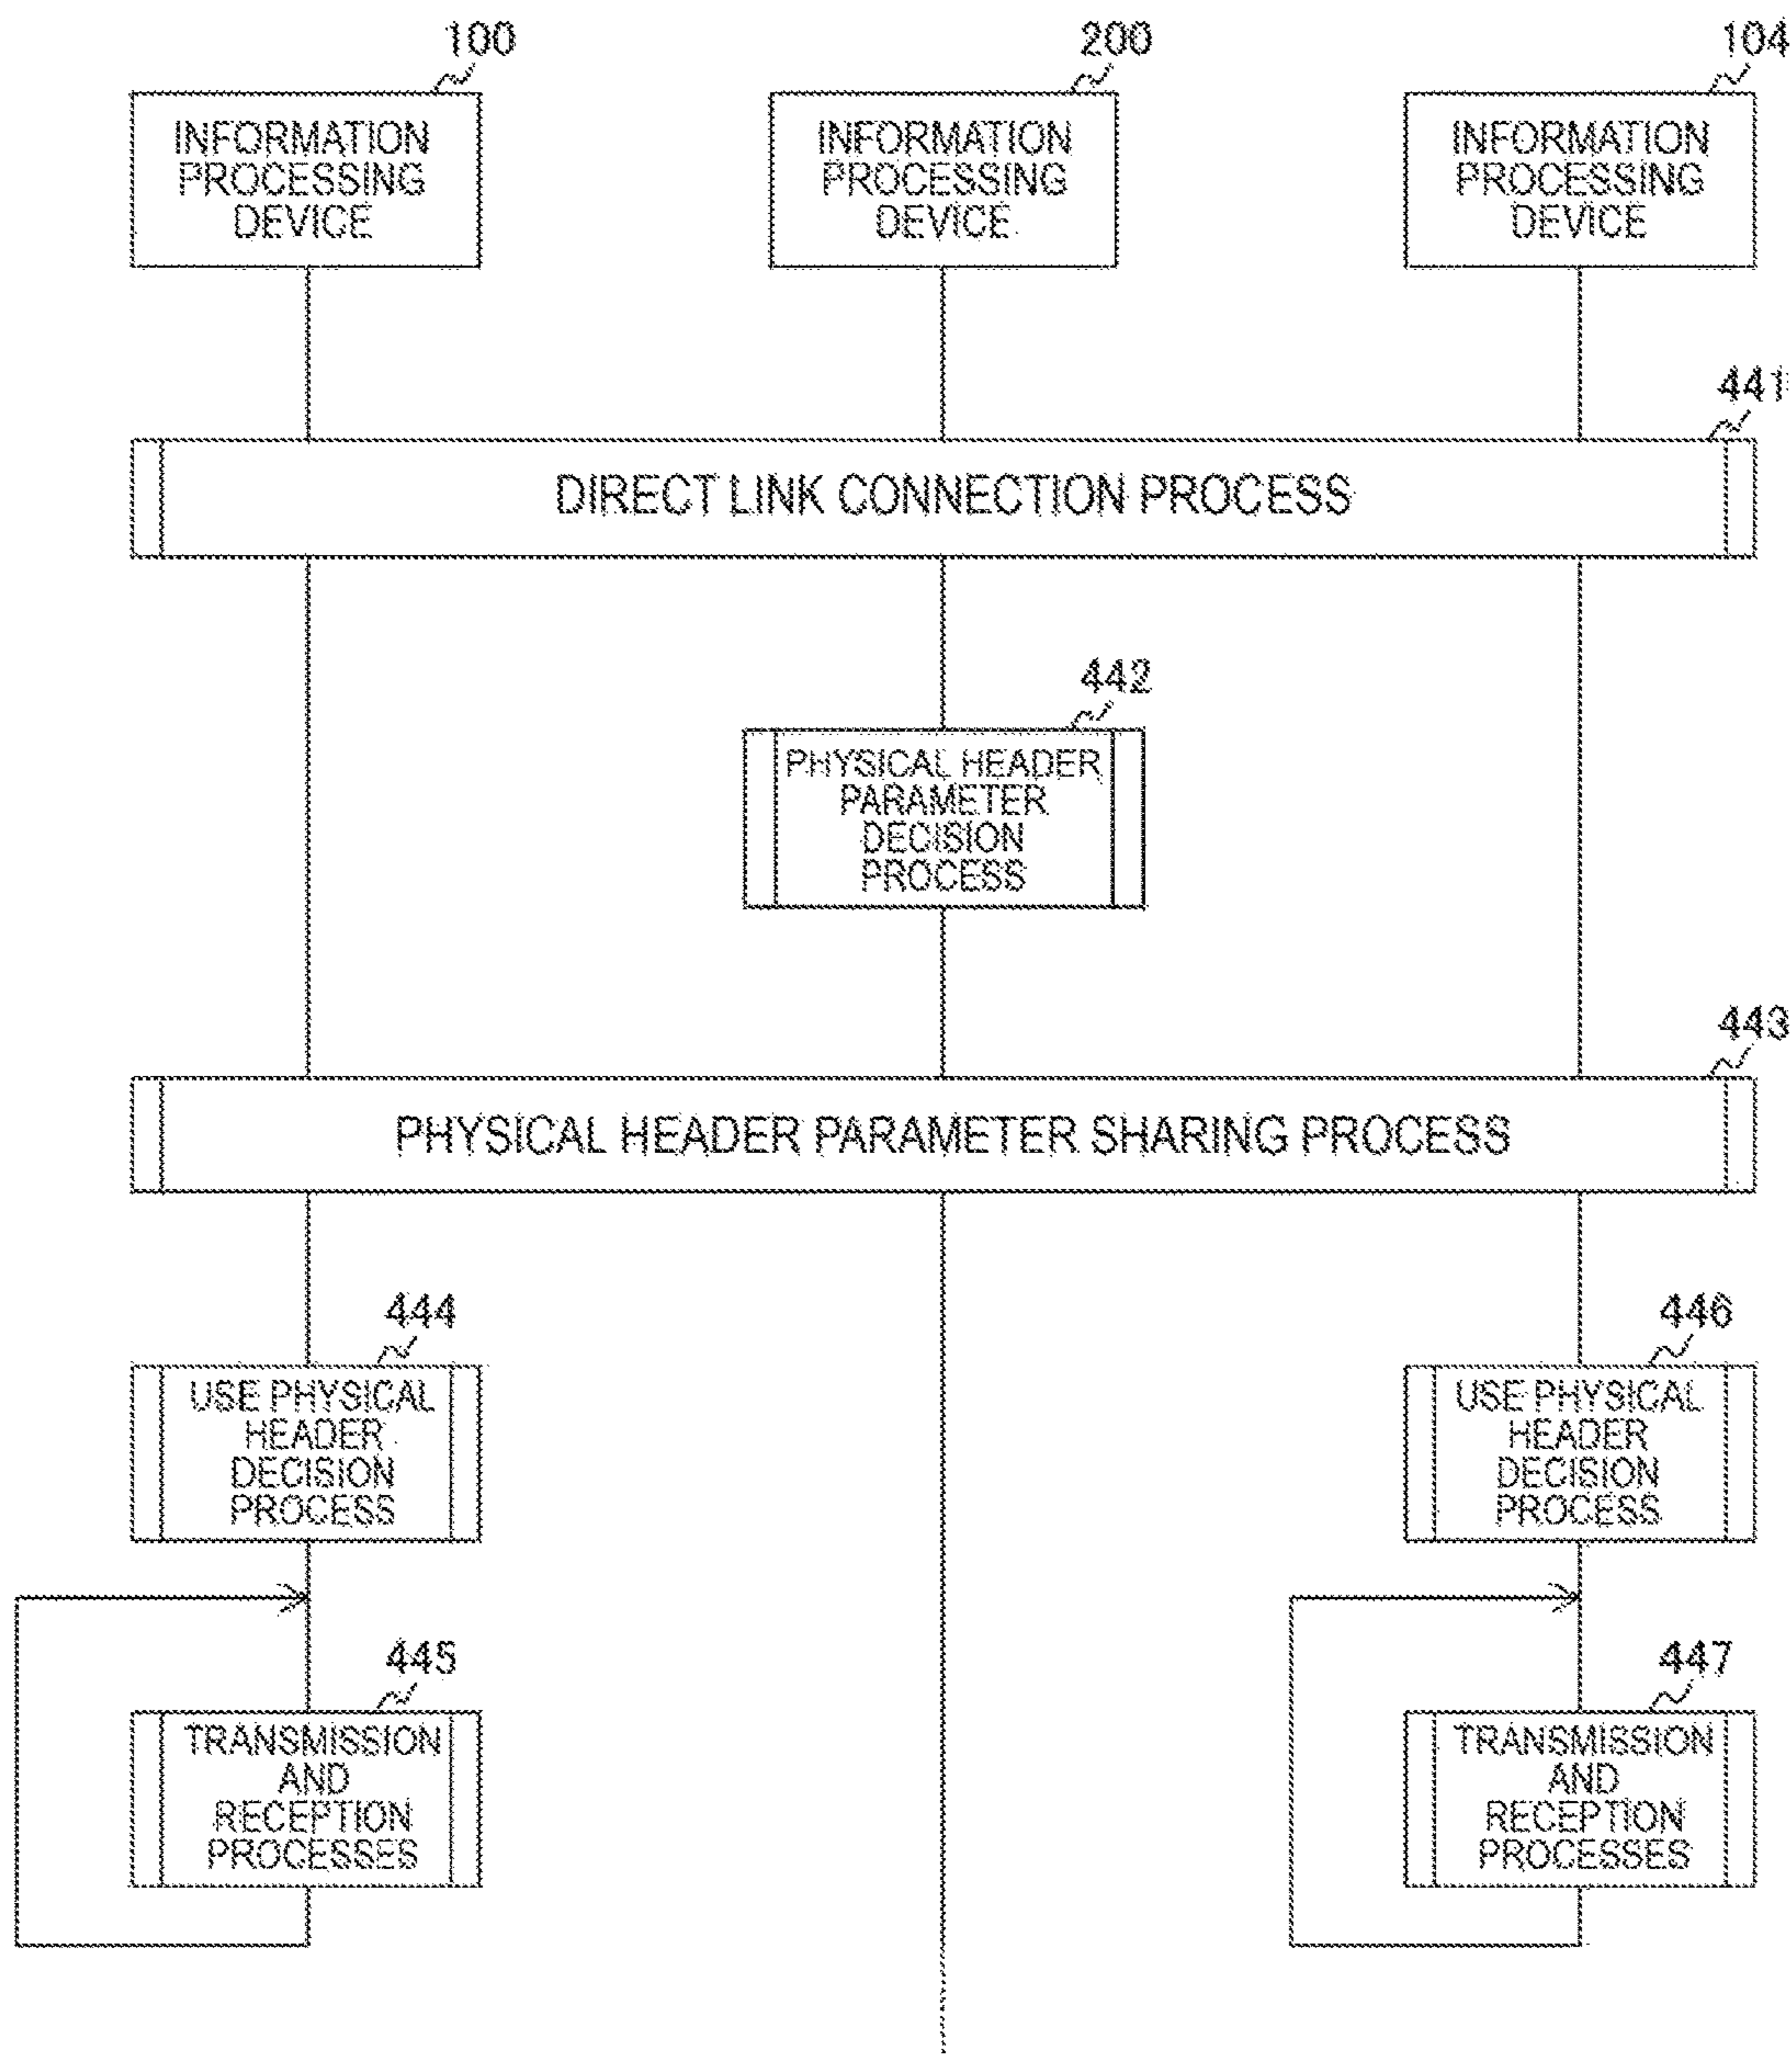 100
200
104
INFORMATION
PROCESSING
DEVICE
INFORMATION
PROCESSING
DEVICE
INFORMATION
PROCESSING
DEVICE
441
DIRECT LINK CONNECTION PROCESS
442
PHYSICAL HEADER
PARAMETER
DECISION
PROCESS
443
PHYSICAL HEADER PARAMETER SHARING PROCESS
444
USE PHYSICAL
HEADER
DECISION
PROCESS
446
USE PHYSICAL
HEADER
DECISION
PROCESS
445
TRANSMISSION
AND
RECEPTION
PROCESSES
447
TRANSMISSION
AND
RECEPTION
PROCESSES